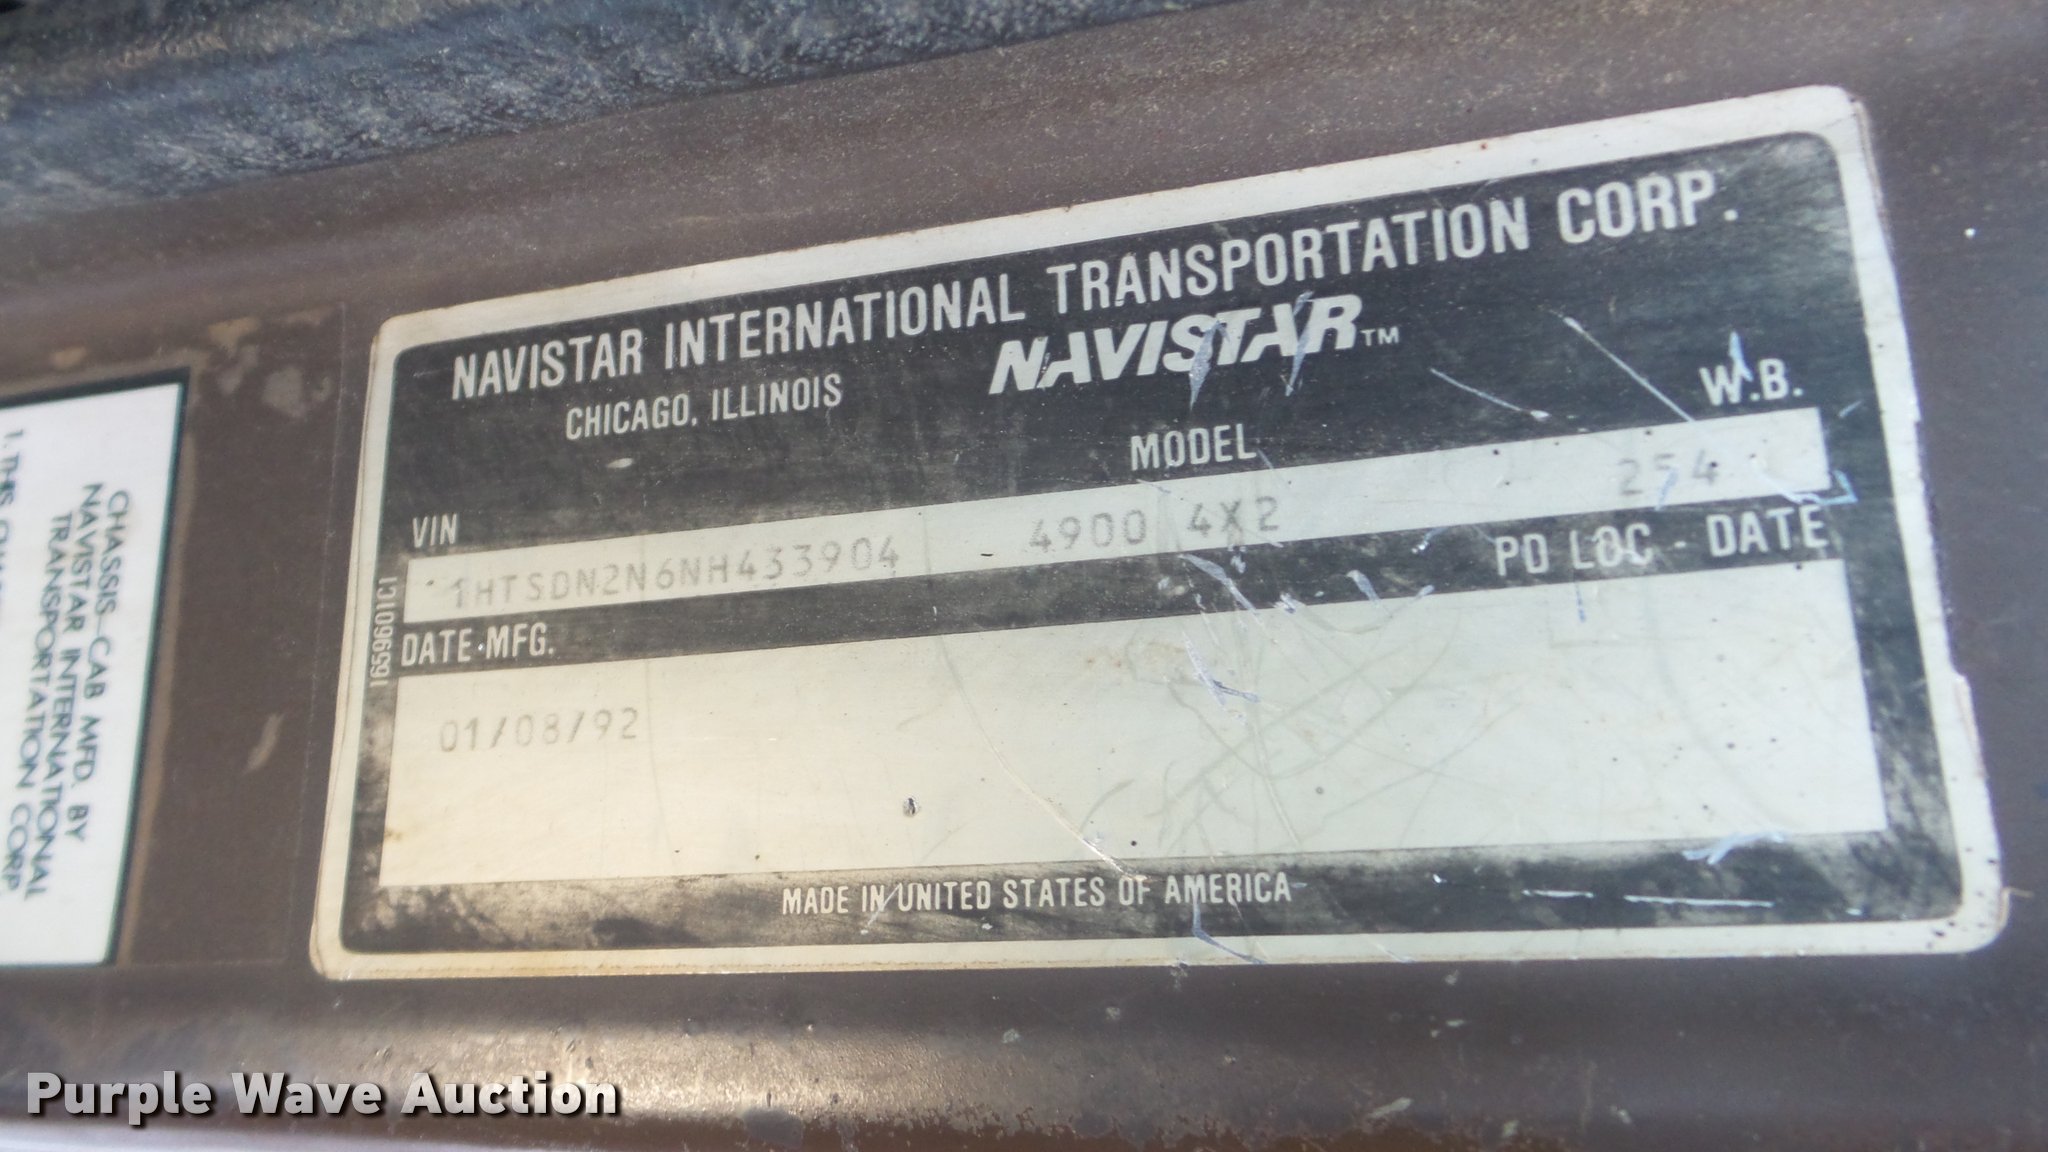 NAVISTAR INTERNATIONAL TRANSPORTATION CORP.
CHICAGO, ILLINOIS
NAVISTAR™
VIN
MODEL
W.B.
1HTSDN2N6NH433904
4900 4X2
254
DATE MFG.
PD LOC - DATE
01/08/92
MADE IN UNITED STATES OF AMERICA
1659601C1
CHASSIS-CAB MFD. BY
NAVISTAR INTERNATIONAL
TRANSPORTATION CORP
1. THIS
Purple Wave Auction